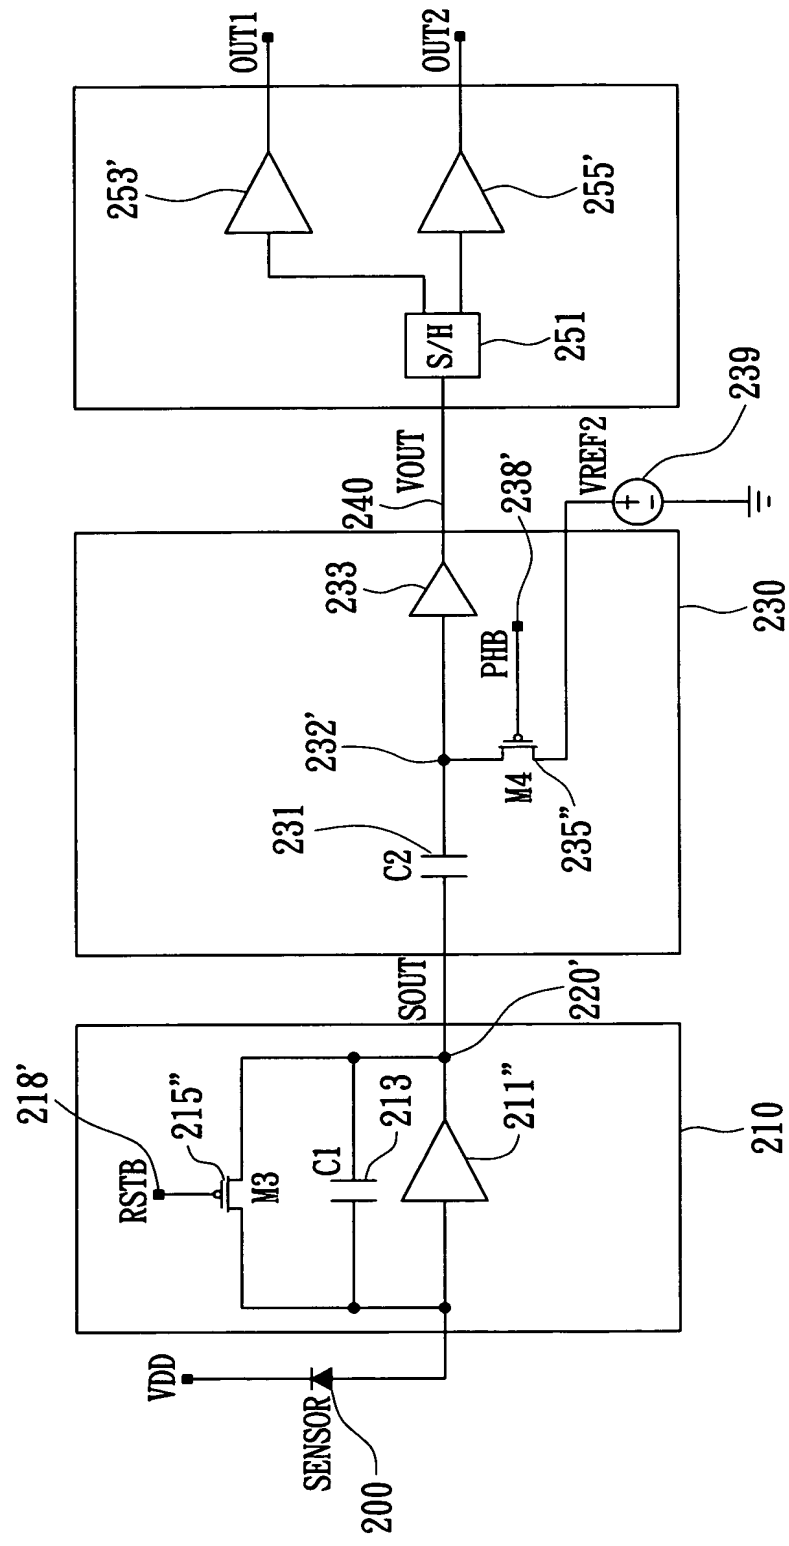 OUT1
OUT2
253'
255'
S/H
251
240
VOUT
VREF2
239
233
238'
PHB
230
232'
M4
235"
231
C2
SOUT
220'
218'
215"
RSTB
M3
C1
213
211"
210
VDD
SENSOR
200